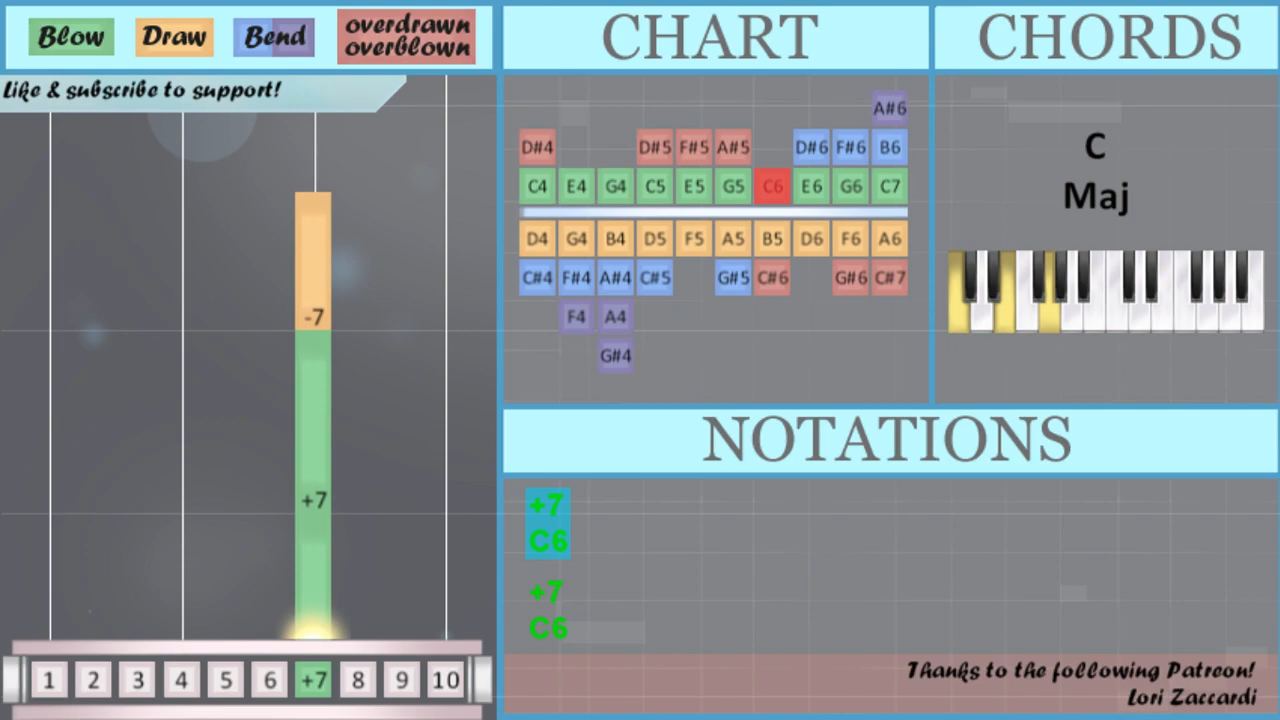 Blow Draw Bend overdrawn
overblown
CHART
CHORDS
Like & subscribe to support!
A#6
D#4 D#5 F#5 A#5 D#6 F#6 B6
C4 E4 G4 C5 E5 G5 C6 E6 G6 C7
D4 G4 B4 D5 F5 A5 B5 D6 F6 A6
C#4 F#4 A#4 C#5 G#5 C#6 G#6 C#7
F4 A4
G#4
C
Maj
-7
+7
NOTATIONS
+7
C6
+7
C6
1 2 3 4 5 6 +7 8 9 10
Thanks to the following Patreon!
Lori Zaccardi